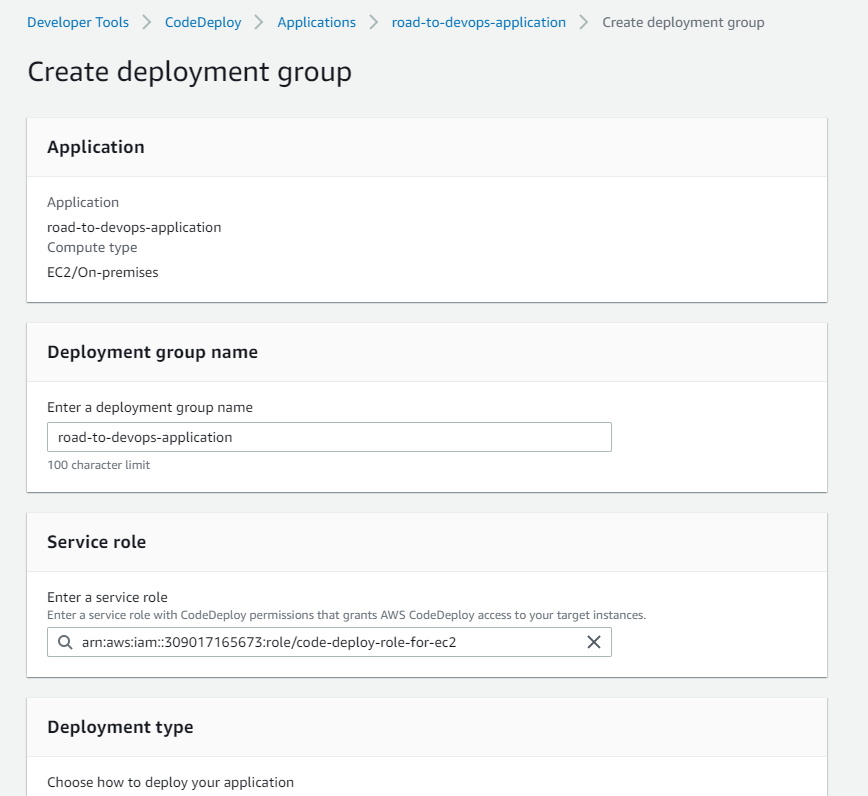 Developer Tools > CodeDeploy > Applications > road-to-devops-application > Create deployment group
Create deployment group
Application
Application
road-to-devops-application
Compute type
EC2/On-premises
Deployment group name
Enter a deployment group name
road-to-devops-application
100 character limit
Service role
Enter a service role
Enter a service role with CodeDeploy permissions that grants AWS CodeDeploy access to your target instances.
arn:aws:iam::309017165673:role/code-deploy-role-for-ec2
Deployment type
Choose how to deploy your application